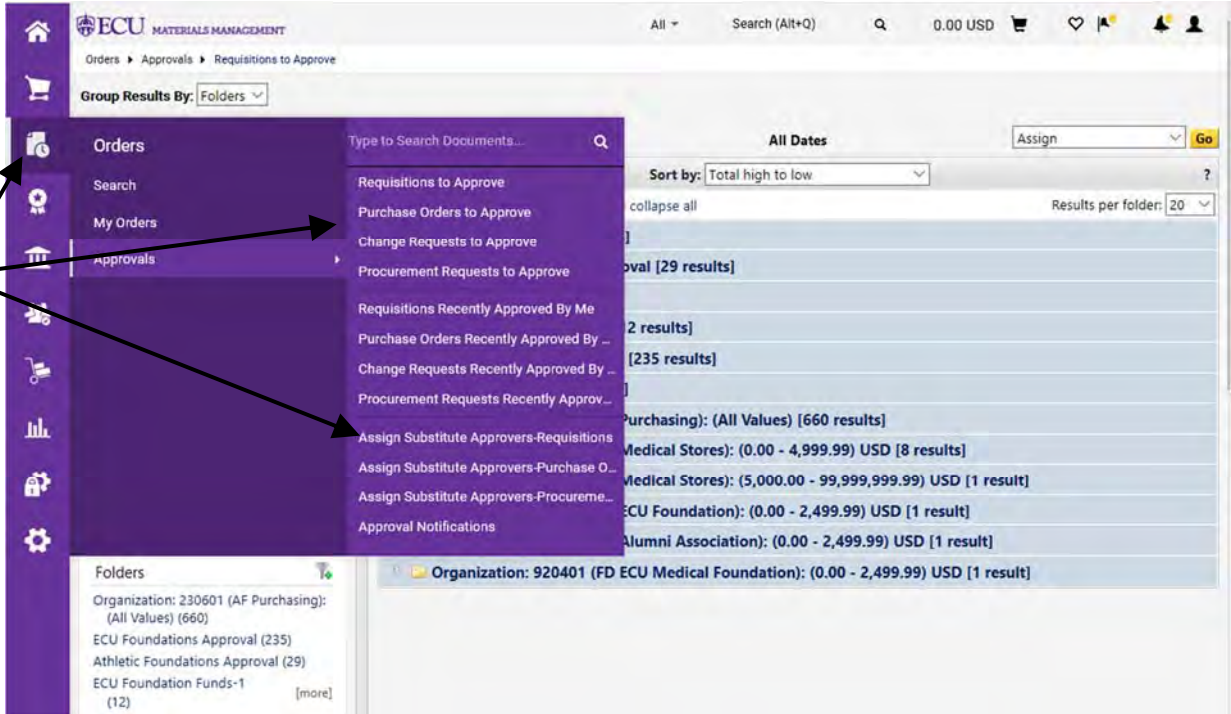 ECU MATERIALS MANAGEMENT
All
Search (Alt+Q)
0.00 USD
Orders
Approvals
Requisitions to Approve
Group Results By: Folders
Orders
Search
My Orders
Approvals
Type to Search Documents...
Requisitions to Approve
Purchase Orders to Approve
Change Requests to Approve
Procurement Requests to Approve
Requisitions Recently Approved By Me
Purchase Orders Recently Approved By ...
Change Requests Recently Approved By ...
Procurement Requests Recently Approv...
Assign Substitute Approvers-Requisitions
Assign Substitute Approvers-Purchase O...
Assign Substitute Approvers-Procureme...
Approval Notifications
All Dates
Assign
Go
Sort by: Total high to low
?
collapse all
Results per folder: 20
]
oval [29 results]
2 results]
[235 results]
]
Purchasing): (All Values) [660 results]
Medical Stores): (0.00 - 4,999.99) USD [8 results]
Medical Stores): (5,000.00 - 99,999,999.99) USD [1 result]
ECU Foundation): (0.00 - 2,499.99) USD [1 result]
Alumni Association): (0.00 - 2,499.99) USD [1 result]
Organization: 920401 (FD ECU Medical Foundation): (0.00 - 2,499.99) USD [1 result]
Folders
Organization: 230601 (AF Purchasing):
(All Values) (660)
ECU Foundations Approval (235)
Athletic Foundations Approval (29)
ECU Foundation Funds-1
(12)
[more]